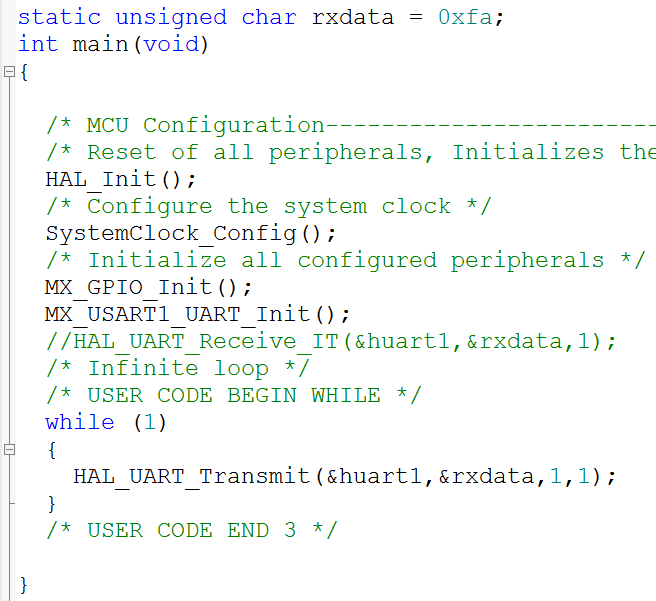 static unsigned char rxdata = 0xfa;
int main(void)
{
/* MCU Configuration-------------------------
/* Reset of all peripherals, Initializes the
HAL_Init();
/* Configure the system clock */
SystemClock_Config();
/* Initialize all configured peripherals */
MX_GPIO_Init();
MX_USART1_UART_Init();
//HAL_UART_Receive_IT(&huart1,&rxdata,1);
/* Infinite loop */
/* USER CODE BEGIN WHILE */
while (1)
{
HAL_UART_Transmit(&huart1,&rxdata,1,1);
}
/* USER CODE END 3 */
}